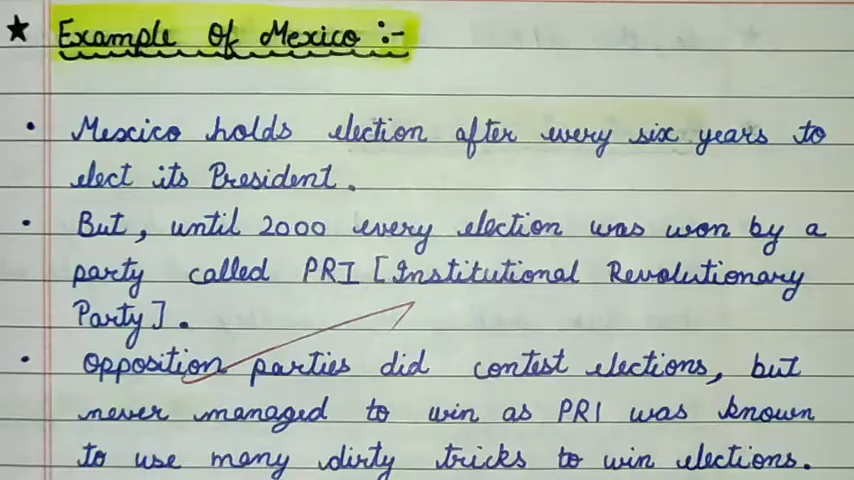 ★ Example Of Mexico :-
• Mexico holds election after every six years to
elect its President.
• But, until 2000 every election was won by a
party called PRI [Institutional Revolutionary
Party].
• Opposition parties did contest elections, but
never managed to win as PRI was known
to use many dirty tricks to win elections.